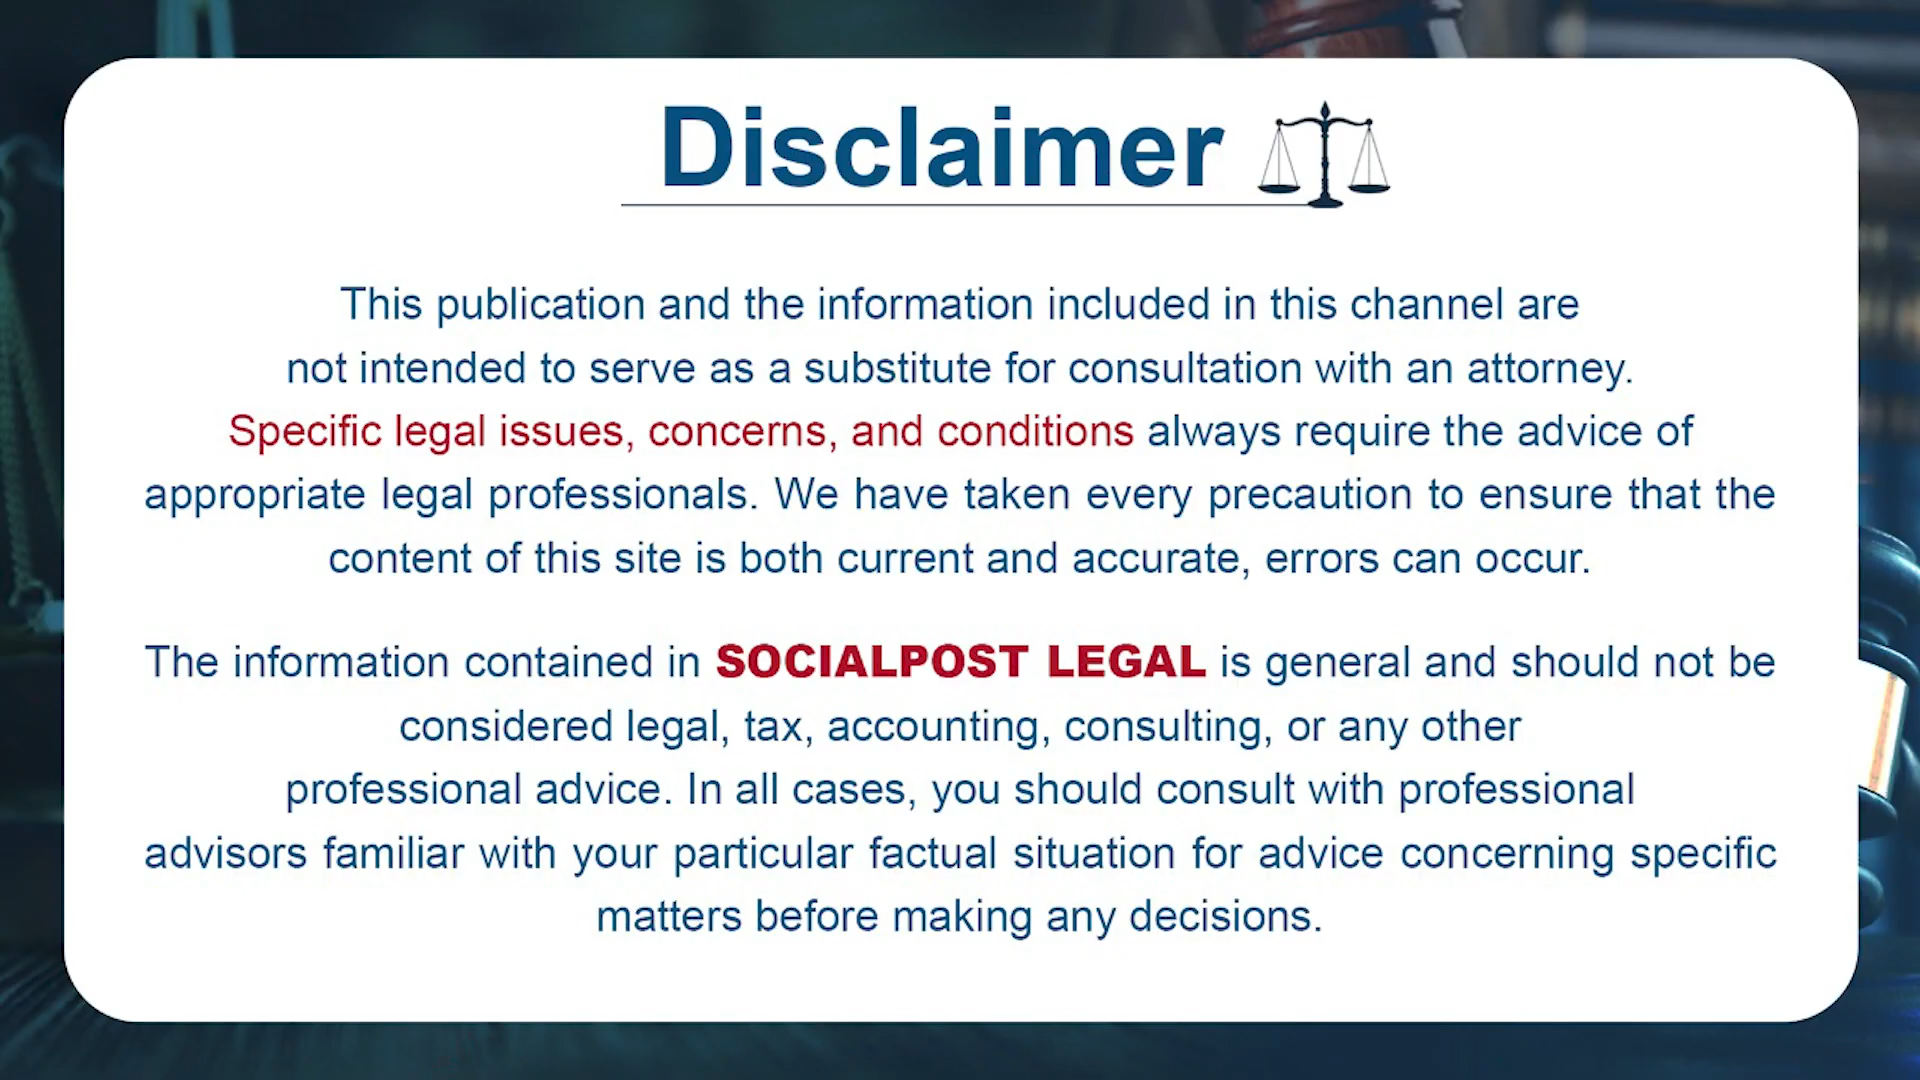 Disclaimer
This publication and the information included in this channel are
not intended to serve as a substitute for consultation with an attorney.
Specific legal issues, concerns, and conditions always require the advice of
appropriate legal professionals. We have taken every precaution to ensure that the
content of this site is both current and accurate, errors can occur.
The information contained in SOCIALPOST LEGAL is general and should not be
considered legal, tax, accounting, consulting, or any other
professional advice. In all cases, you should consult with professional
advisors familiar with your particular factual situation for advice concerning specific
matters before making any decisions.